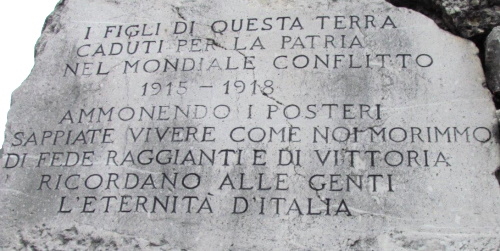 I FIGLI DI QUESTA TERRA
CADUTI PER LA PATRIA
NEL MONDIALE CONFLITTO
1915 - 1918
AMMONENDO I POSTERI
SAPPIATE VIVERE COME NOI MORIMMO
DI FEDE RAGGIANTI E DI VITTORIA
RICORDANO ALLE GENTI
L'ETERNITÀ D'ITALIA